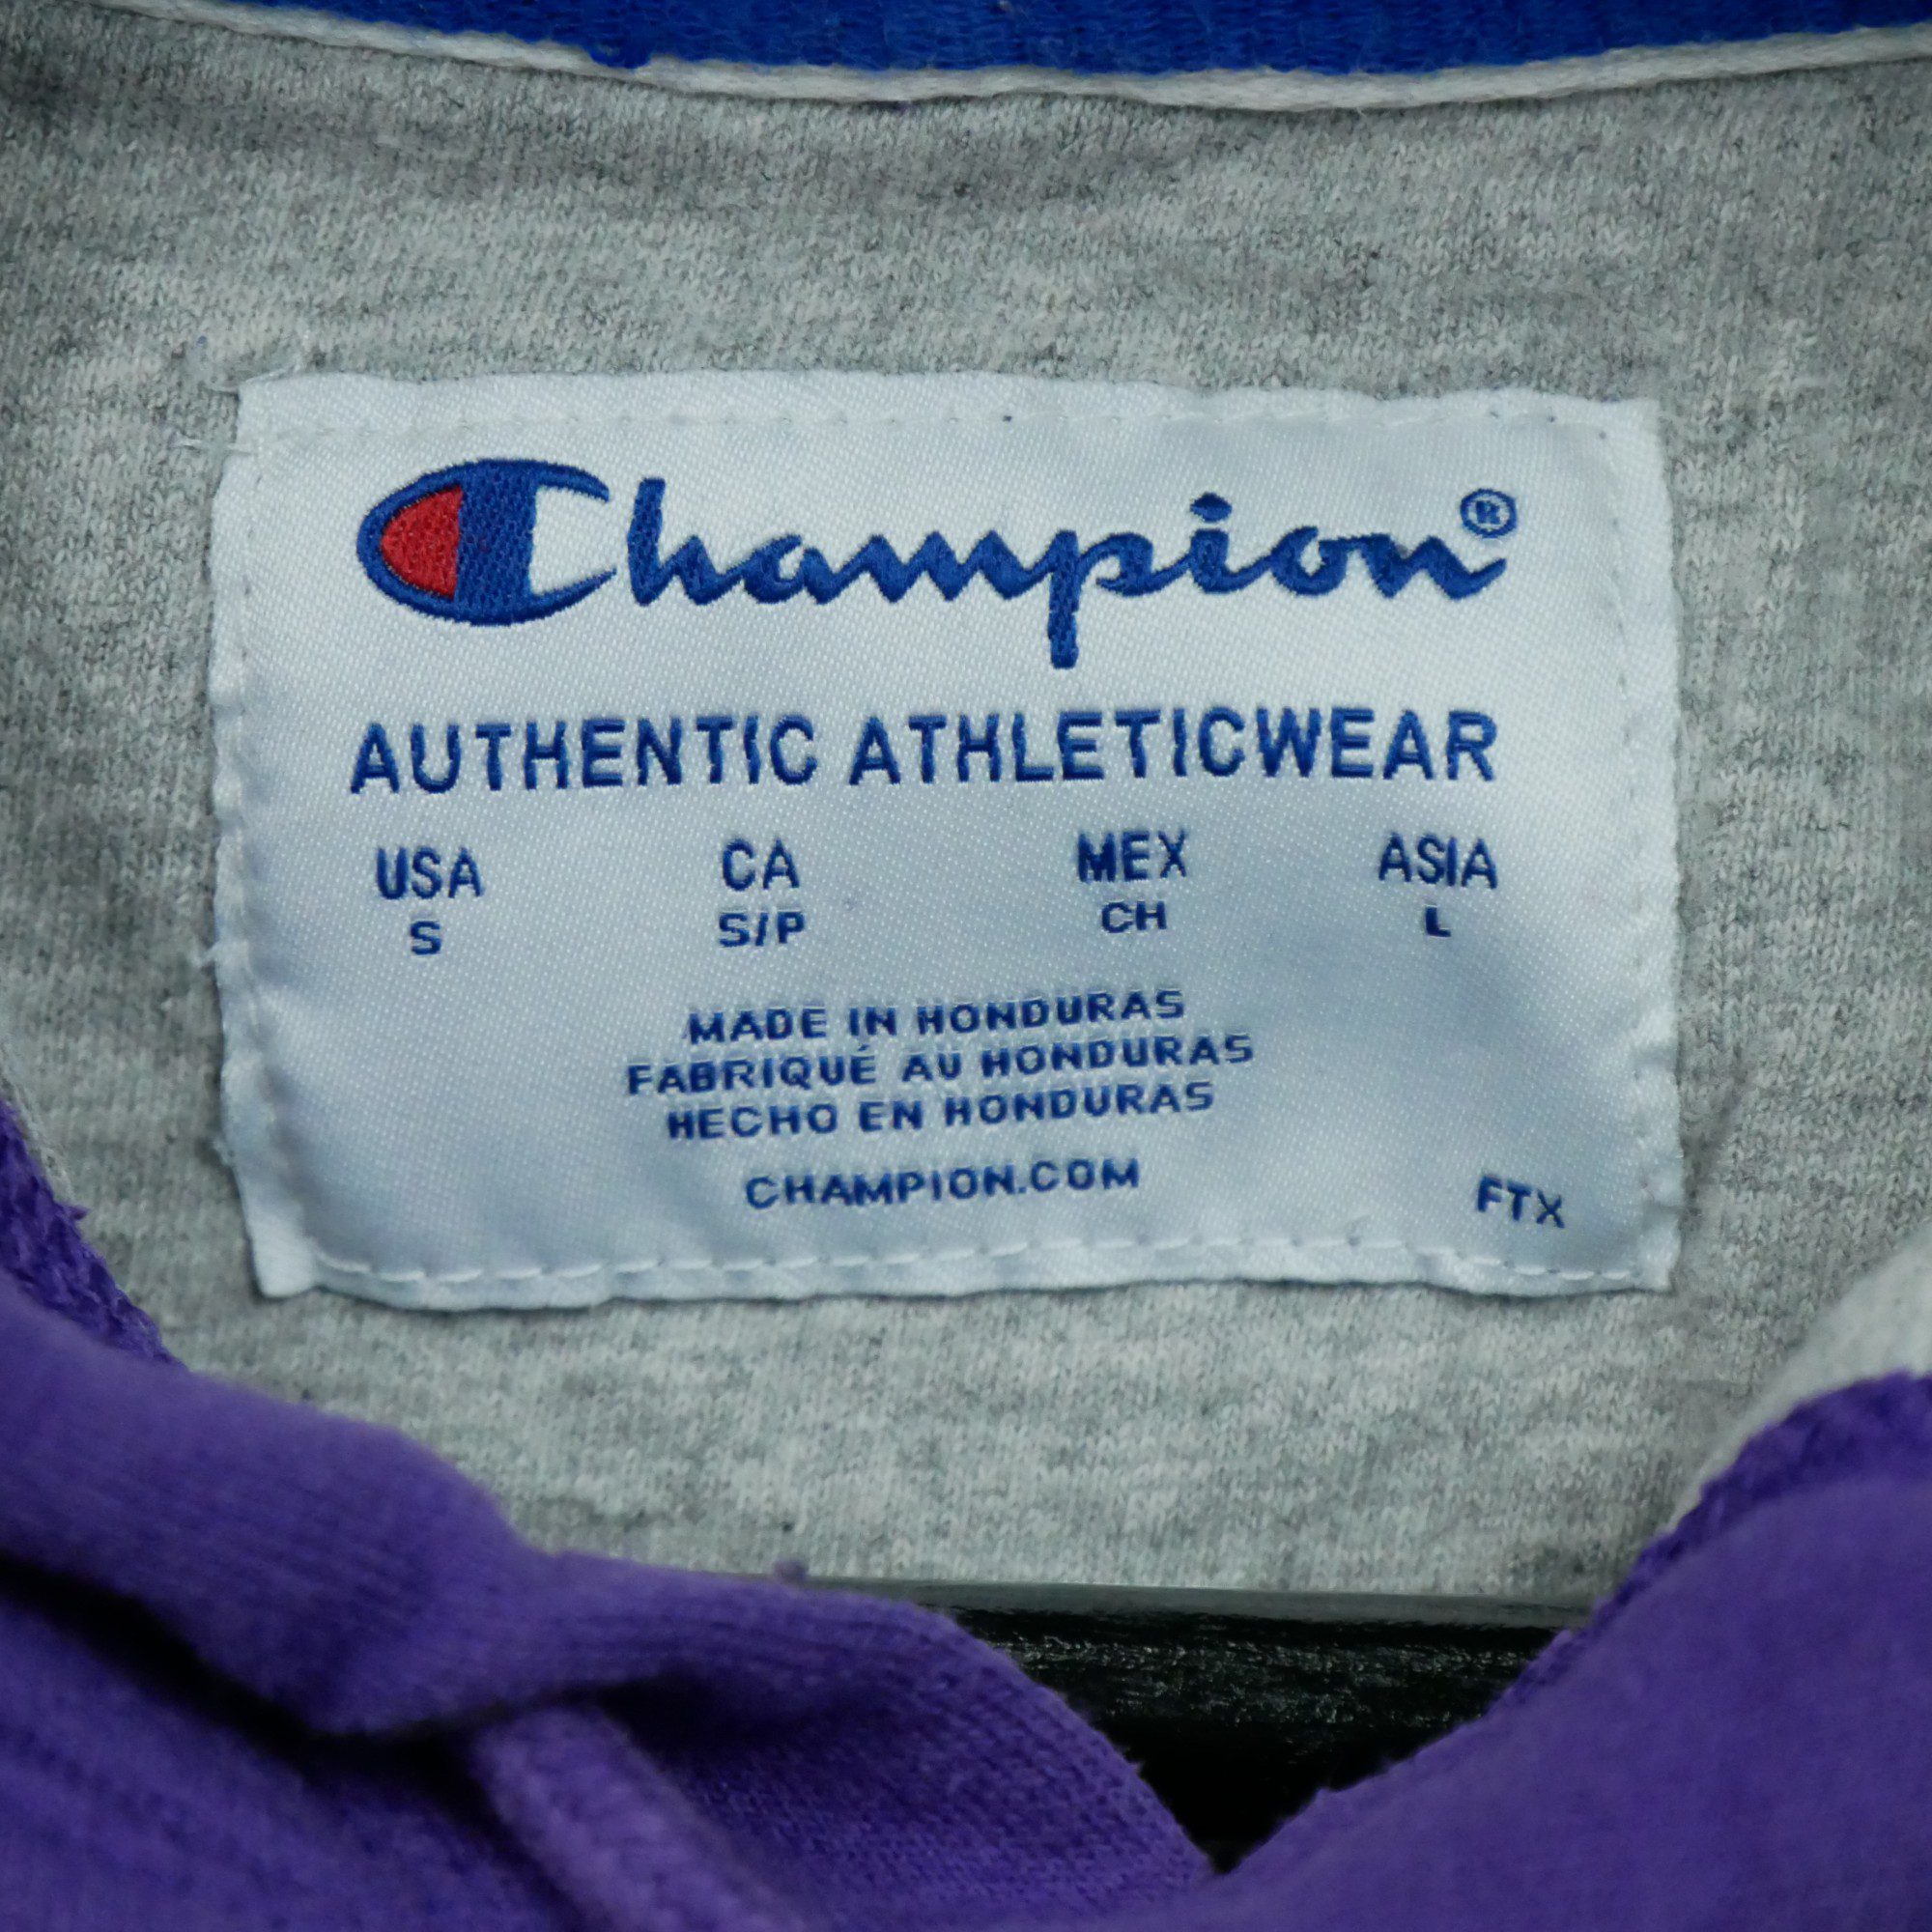 Champion®
AUTHENTIC ATHLETICWEAR
USA CA MEX ASIA
S S/P CH L
MADE IN HONDURAS
FABRIQUÉ AU HONDURAS
HECHO EN HONDURAS
CHAMPION.COM
FTX